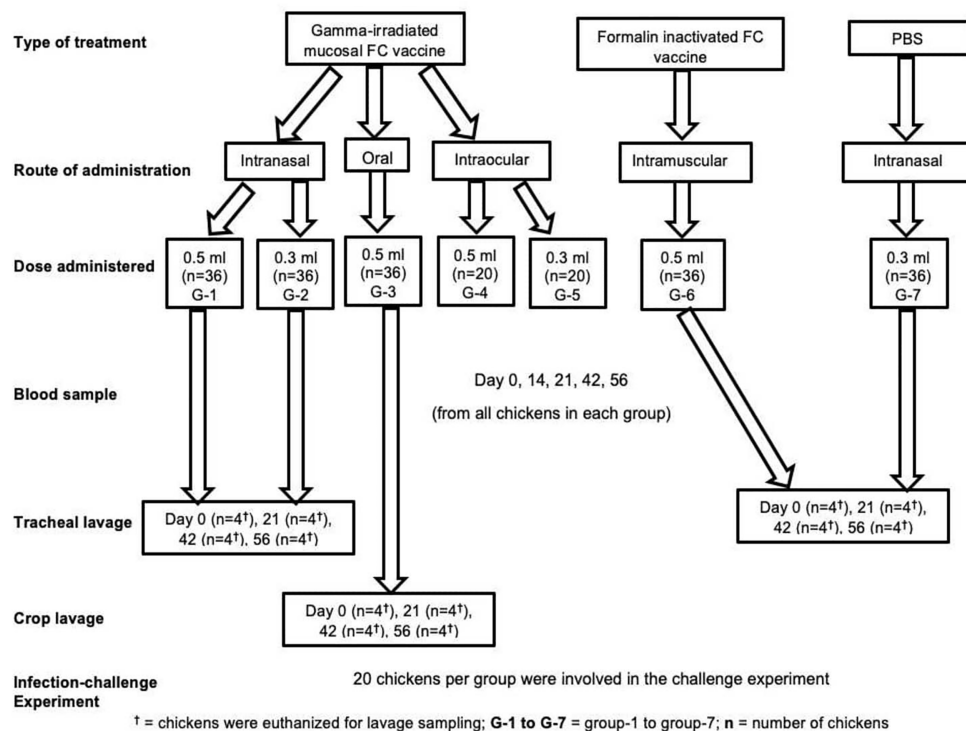 Type of treatment
Gamma-irradiated
mucosal FC vaccine
Formalin inactivated FC
vaccine
PBS
Route of administration
Intranasal
Oral
Intraocular
Intramuscular
Intranasal
Dose administered
0.5 ml
(n=36)
G-1
0.3 ml
(n=36)
G-2
0.5 ml
(n=36)
G-3
0.5 ml
(n=20)
G-4
0.3 ml
(n=20)
G-5
0.5 ml
(n=36)
G-6
0.3 ml
(n=36)
G-7
Blood sample
Day 0, 14, 21, 42, 56
(from all chickens in each group)
Tracheal lavage
Day 0 (n=4†), 21 (n=4†),
42 (n=4†), 56 (n=4†)
Day 0 (n=4†), 21 (n=4†),
42 (n=4†), 56 (n=4†)
Crop lavage
Day 0 (n=4†), 21 (n=4†),
42 (n=4†), 56 (n=4†)
Infection-challenge
Experiment
20 chickens per group were involved in the challenge experiment
† = chickens were euthanized for lavage sampling; G-1 to G-7 = group-1 to group-7; n = number of chickens